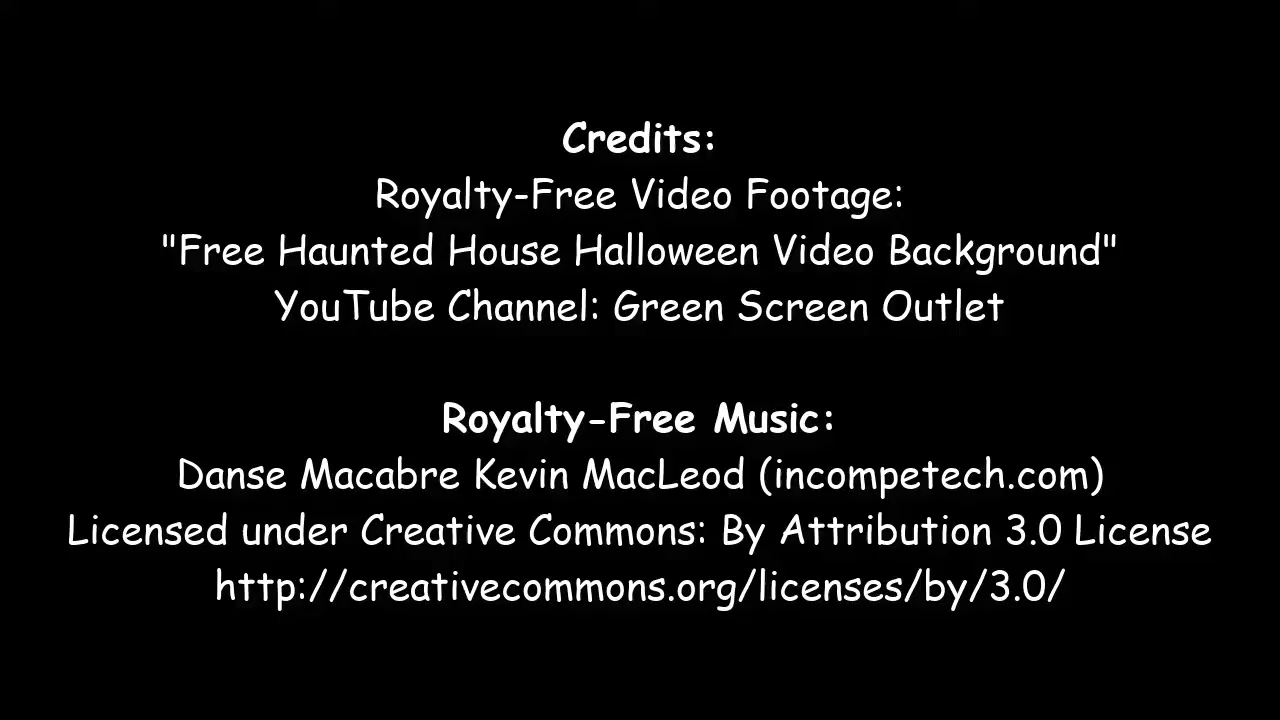 Credits:
Royalty-Free Video Footage:
"Free Haunted House Halloween Video Background"
YouTube Channel: Green Screen Outlet
Royalty-Free Music:
Danse Macabre Kevin MacLeod (incompetech.com)
Licensed under Creative Commons: By Attribution 3.0 License
http://creativecommons.org/licenses/by/3.0/